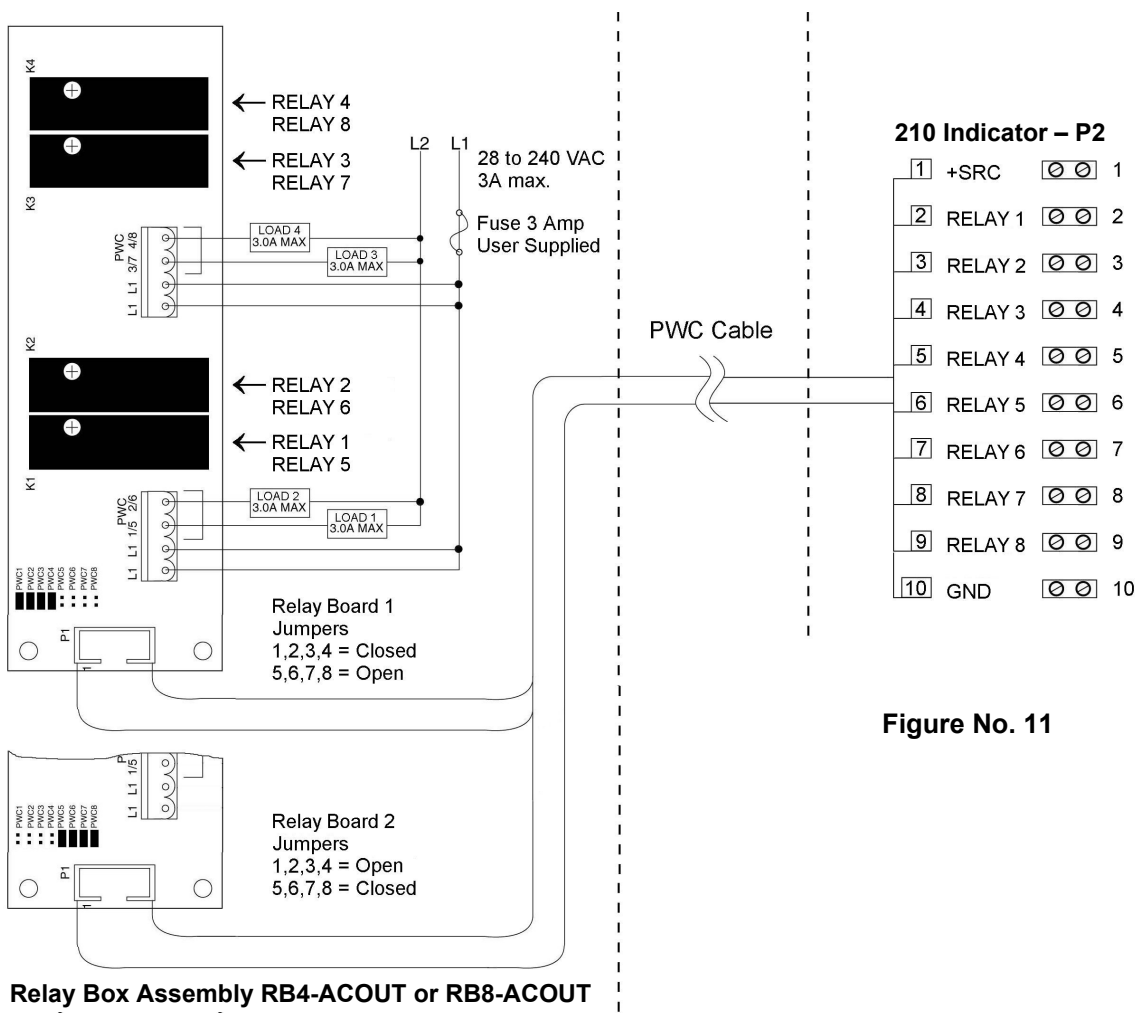 K4
← RELAY 4
RELAY 8
← RELAY 3
RELAY 7
K3
L2 L1
28 to 240 VAC
3A max.
Fuse 3 Amp
User Supplied
PWC
4/8
3/7
L1
L1
LOAD 4
3.0A MAX
LOAD 3
3.0A MAX
K2
← RELAY 2
RELAY 6
← RELAY 1
RELAY 5
K1
PWC
2/6
1/5
L1
L1
LOAD 2
3.0A MAX
LOAD 1
3.0A MAX
PWC1
PWC2
PWC3
PWC4
PWC5
PWC6
PWC7
PWC8
P1
1
Relay Board 1
Jumpers
1,2,3,4 = Closed
5,6,7,8 = Open
1/5
L1
L1
PWC1
PWC2
PWC3
PWC4
PWC5
PWC6
PWC7
PWC8
P1
1
Relay Board 2
Jumpers
1,2,3,4 = Open
5,6,7,8 = Closed
Relay Box Assembly RB4-ACOUT or RB8-ACOUT
PWC Cable
210 Indicator – P2
1 +SRC 1
2 RELAY 1 2
3 RELAY 2 3
4 RELAY 3 4
5 RELAY 4 5
6 RELAY 5 6
7 RELAY 6 7
8 RELAY 7 8
9 RELAY 8 9
10 GND 10
Figure No. 11